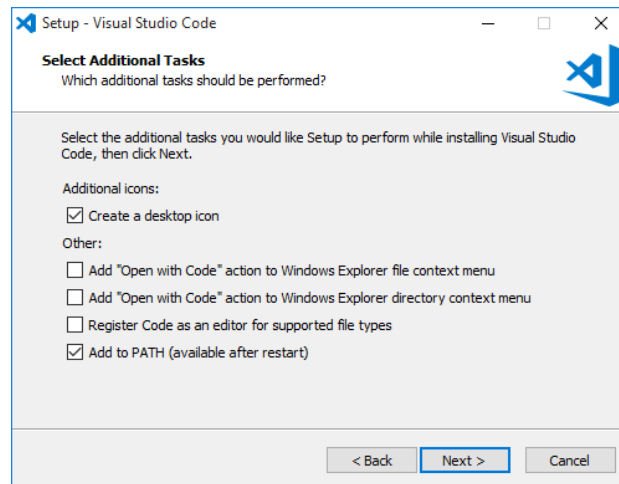 Setup - Visual Studio Code
Select Additional Tasks
Which additional tasks should be performed?
Select the additional tasks you would like Setup to perform while installing Visual Studio
Code, then click Next.
Additional icons:
Create a desktop icon
Other:
Add "Open with Code" action to Windows Explorer file context menu
Add "Open with Code" action to Windows Explorer directory context menu
Register Code as an editor for supported file types
Add to PATH (available after restart)
< Back Next > Cancel